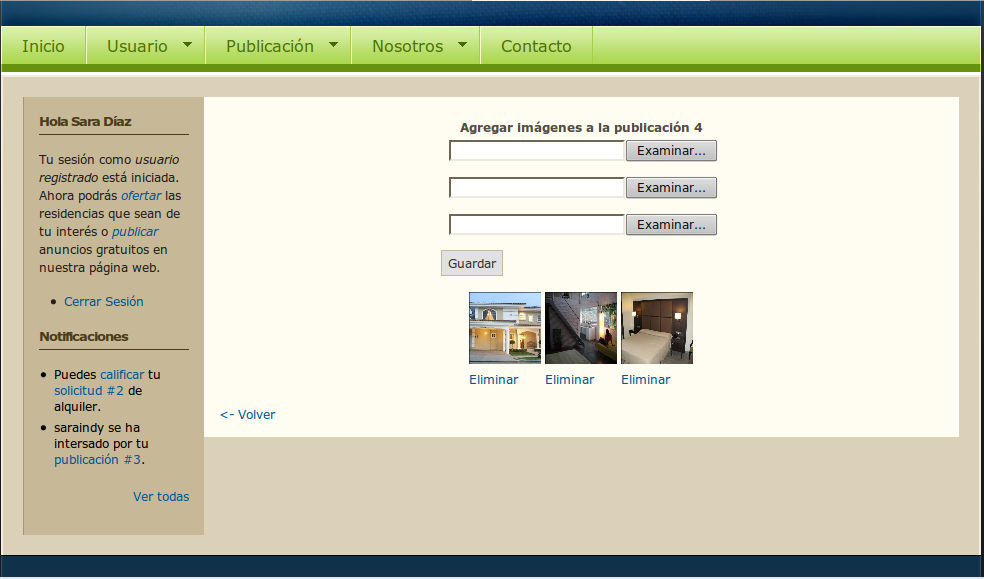 Inicio
Usuario
Publicación
Nosotros
Contacto
Hola Sara Díaz
Tu sesión como usuario
registrado está iniciada.
Ahora podrás ofertar las
residencias que sean de
tu interés o publicar
anuncios gratuitos en
nuestra página web.
Cerrar Sesión
Notificaciones
Puedes calificar tu
solicitud #2 de
alquiler.
saraindy se ha
intersado por tu
publicación #3.
Ver todas
Agregar imágenes a la publicación 4
Examinar...
Examinar...
Examinar...
Guardar
Eliminar
Eliminar
Eliminar
<- Volver